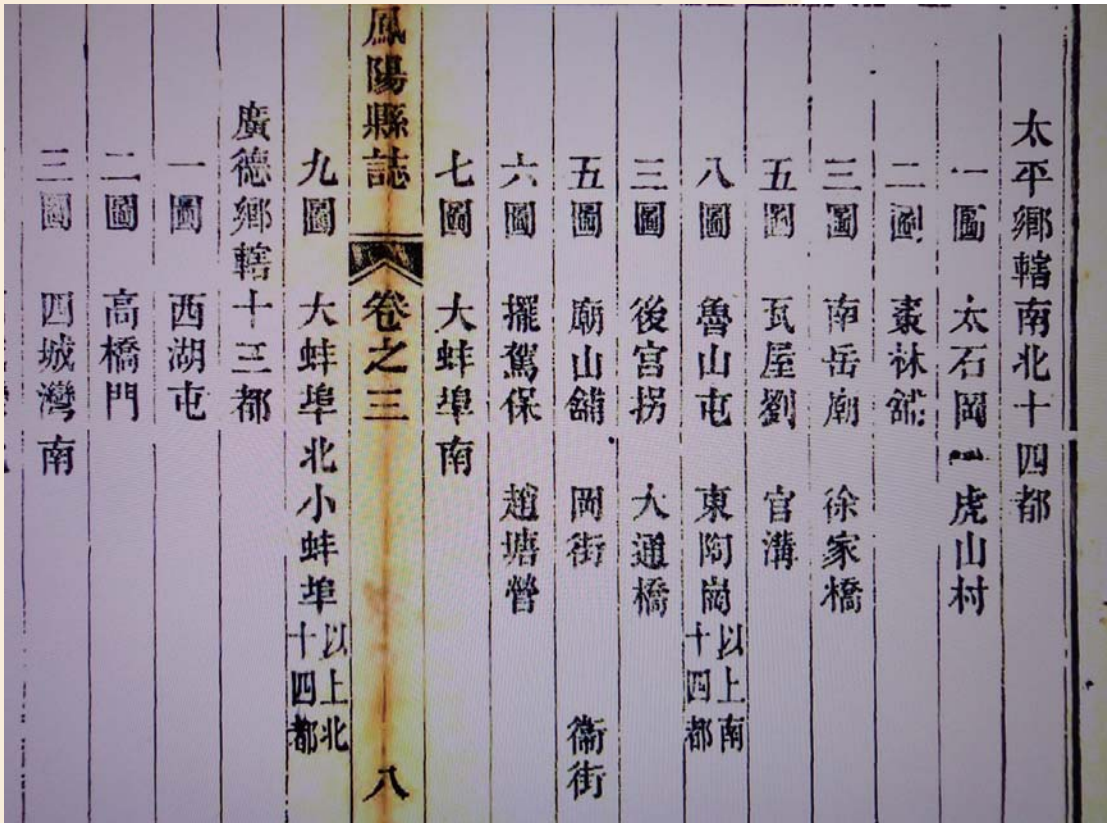 太平鄉轄南北十四都
一圖 太石岡 虎山村
二圖 棗林舖
三圖 南岳廟 徐家橋
五圖 瓦屋劉 官溝
八圖 魯山屯 東阿崗 以上南十四都
三圖 後宫拐 大通橋
五圖 廟山舖 岡街 衞街
六圖 擺駕保 趙塘營
七圖 大蚌埠南
鳳陽縣誌 卷之三 八
九圖 大蚌埠北小蚌埠 以上北十四都
廣德鄉轄十三都
一圖 西湖屯
二圖 高橋門
三圖 四城灣南